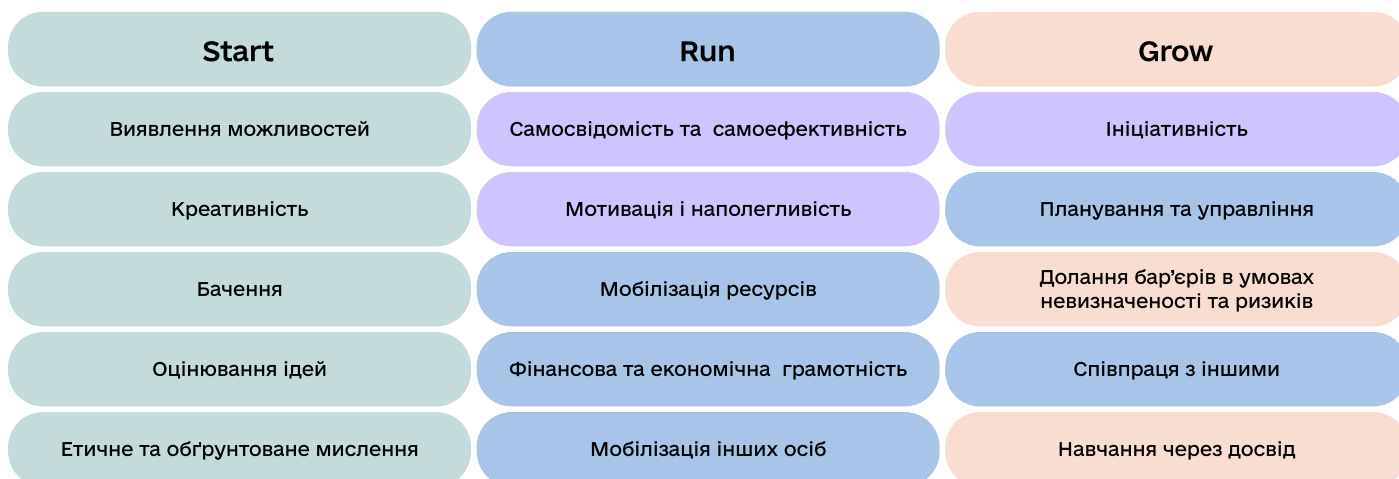 Start
Run
Grow
Виявлення можливостей
Самосвідомість та самоефективність
Ініціативність
Креативність
Мотивація і наполегливість
Планування та управління
Бачення
Мобілізація ресурсів
Долання бар’єрів в умовах
невизначеності та ризиків
Оцінювання ідей
Фінансова та економічна грамотність
Співпраця з іншими
Етичне та обґрунтоване мислення
Мобілізація інших осіб
Навчання через досвід